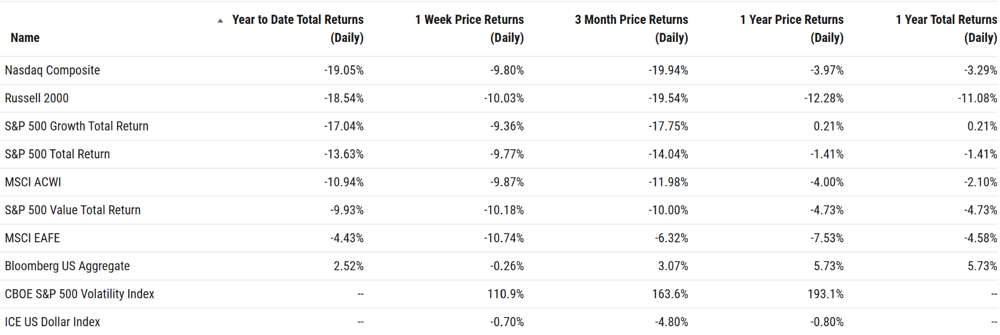 Name ▲ Year to Date Total Returns (Daily) 1 Week Price Returns (Daily) 3 Month Price Returns (Daily) 1 Year Price Returns (Daily) 1 Year Total Returns (Daily)
Nasdaq Composite -19.05% -9.80% -19.94% -3.97% -3.29%
Russell 2000 -18.54% -10.03% -19.54% -12.28% -11.08%
S&P 500 Growth Total Return -17.04% -9.36% -17.75% 0.21% 0.21%
S&P 500 Total Return -13.63% -9.77% -14.04% -1.41% -1.41%
MSCI ACWI -10.94% -9.87% -11.98% -4.00% -2.10%
S&P 500 Value Total Return -9.93% -10.18% -10.00% -4.73% -4.73%
MSCI EAFE -4.43% -10.74% -6.32% -7.53% -4.58%
Bloomberg US Aggregate 2.52% -0.26% 3.07% 5.73% 5.73%
CBOE S&P 500 Volatility Index -- 110.9% 163.6% 193.1% --
ICE US Dollar Index -- -0.70% -4.80% -0.80% --